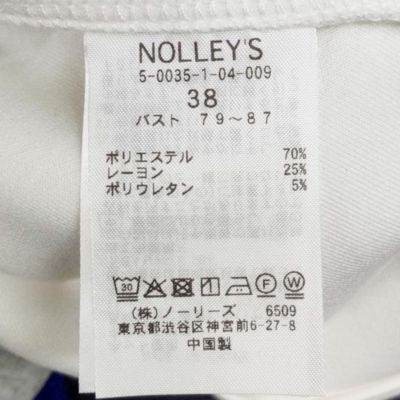 NOLLEY'S
5-0035-1-04-009
38
バスト 79〜87
ポリエステル 70%
レーヨン 25%
ポリウレタン 5%
30 F W
(株)ノーリーズ 6509
東京都渋谷区神宮前6-27-8
中国製